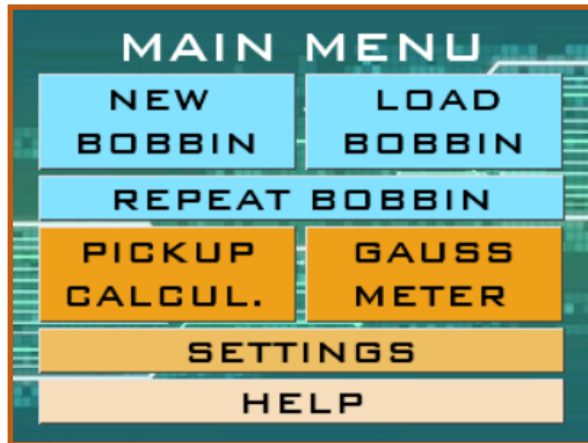 MAIN MENU
NEW
BOBBIN
LOAD
BOBBIN
REPEAT BOBBIN
PICKUP
CALCUL.
GAUSS
METER
SETTINGS
HELP